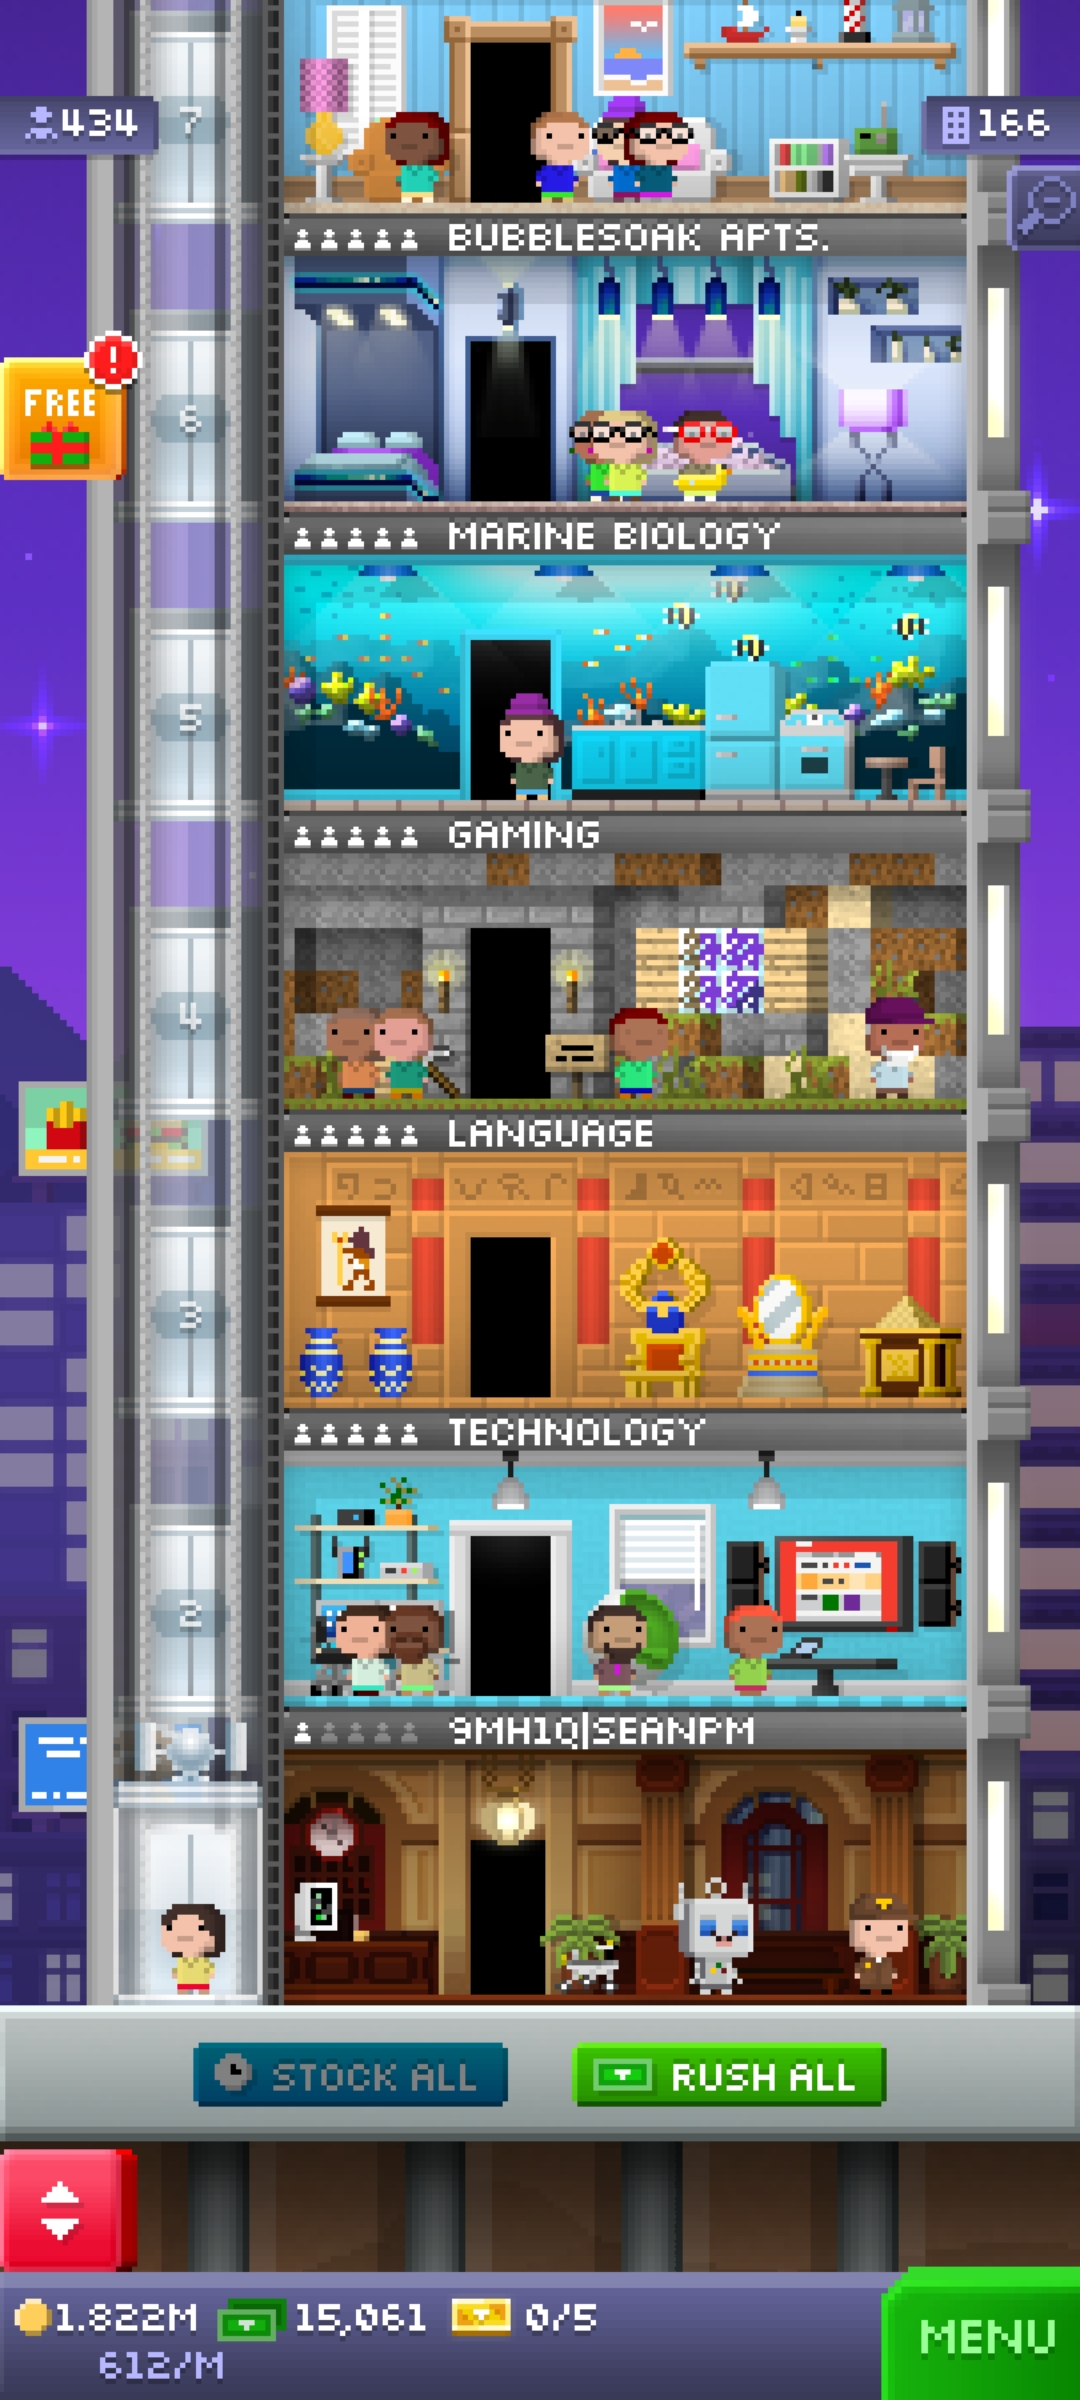 7
434
166
BUBBLESOAK APTS.
FREE
!
6
MARINE BIOLOGY
5
GAMING
4
LANGUAGE
3
TECHNOLOGY
2
9MH1Q|SEANPM
STOCK ALL
RUSH ALL
1.822M
15,061
0/5
612/M
MENU